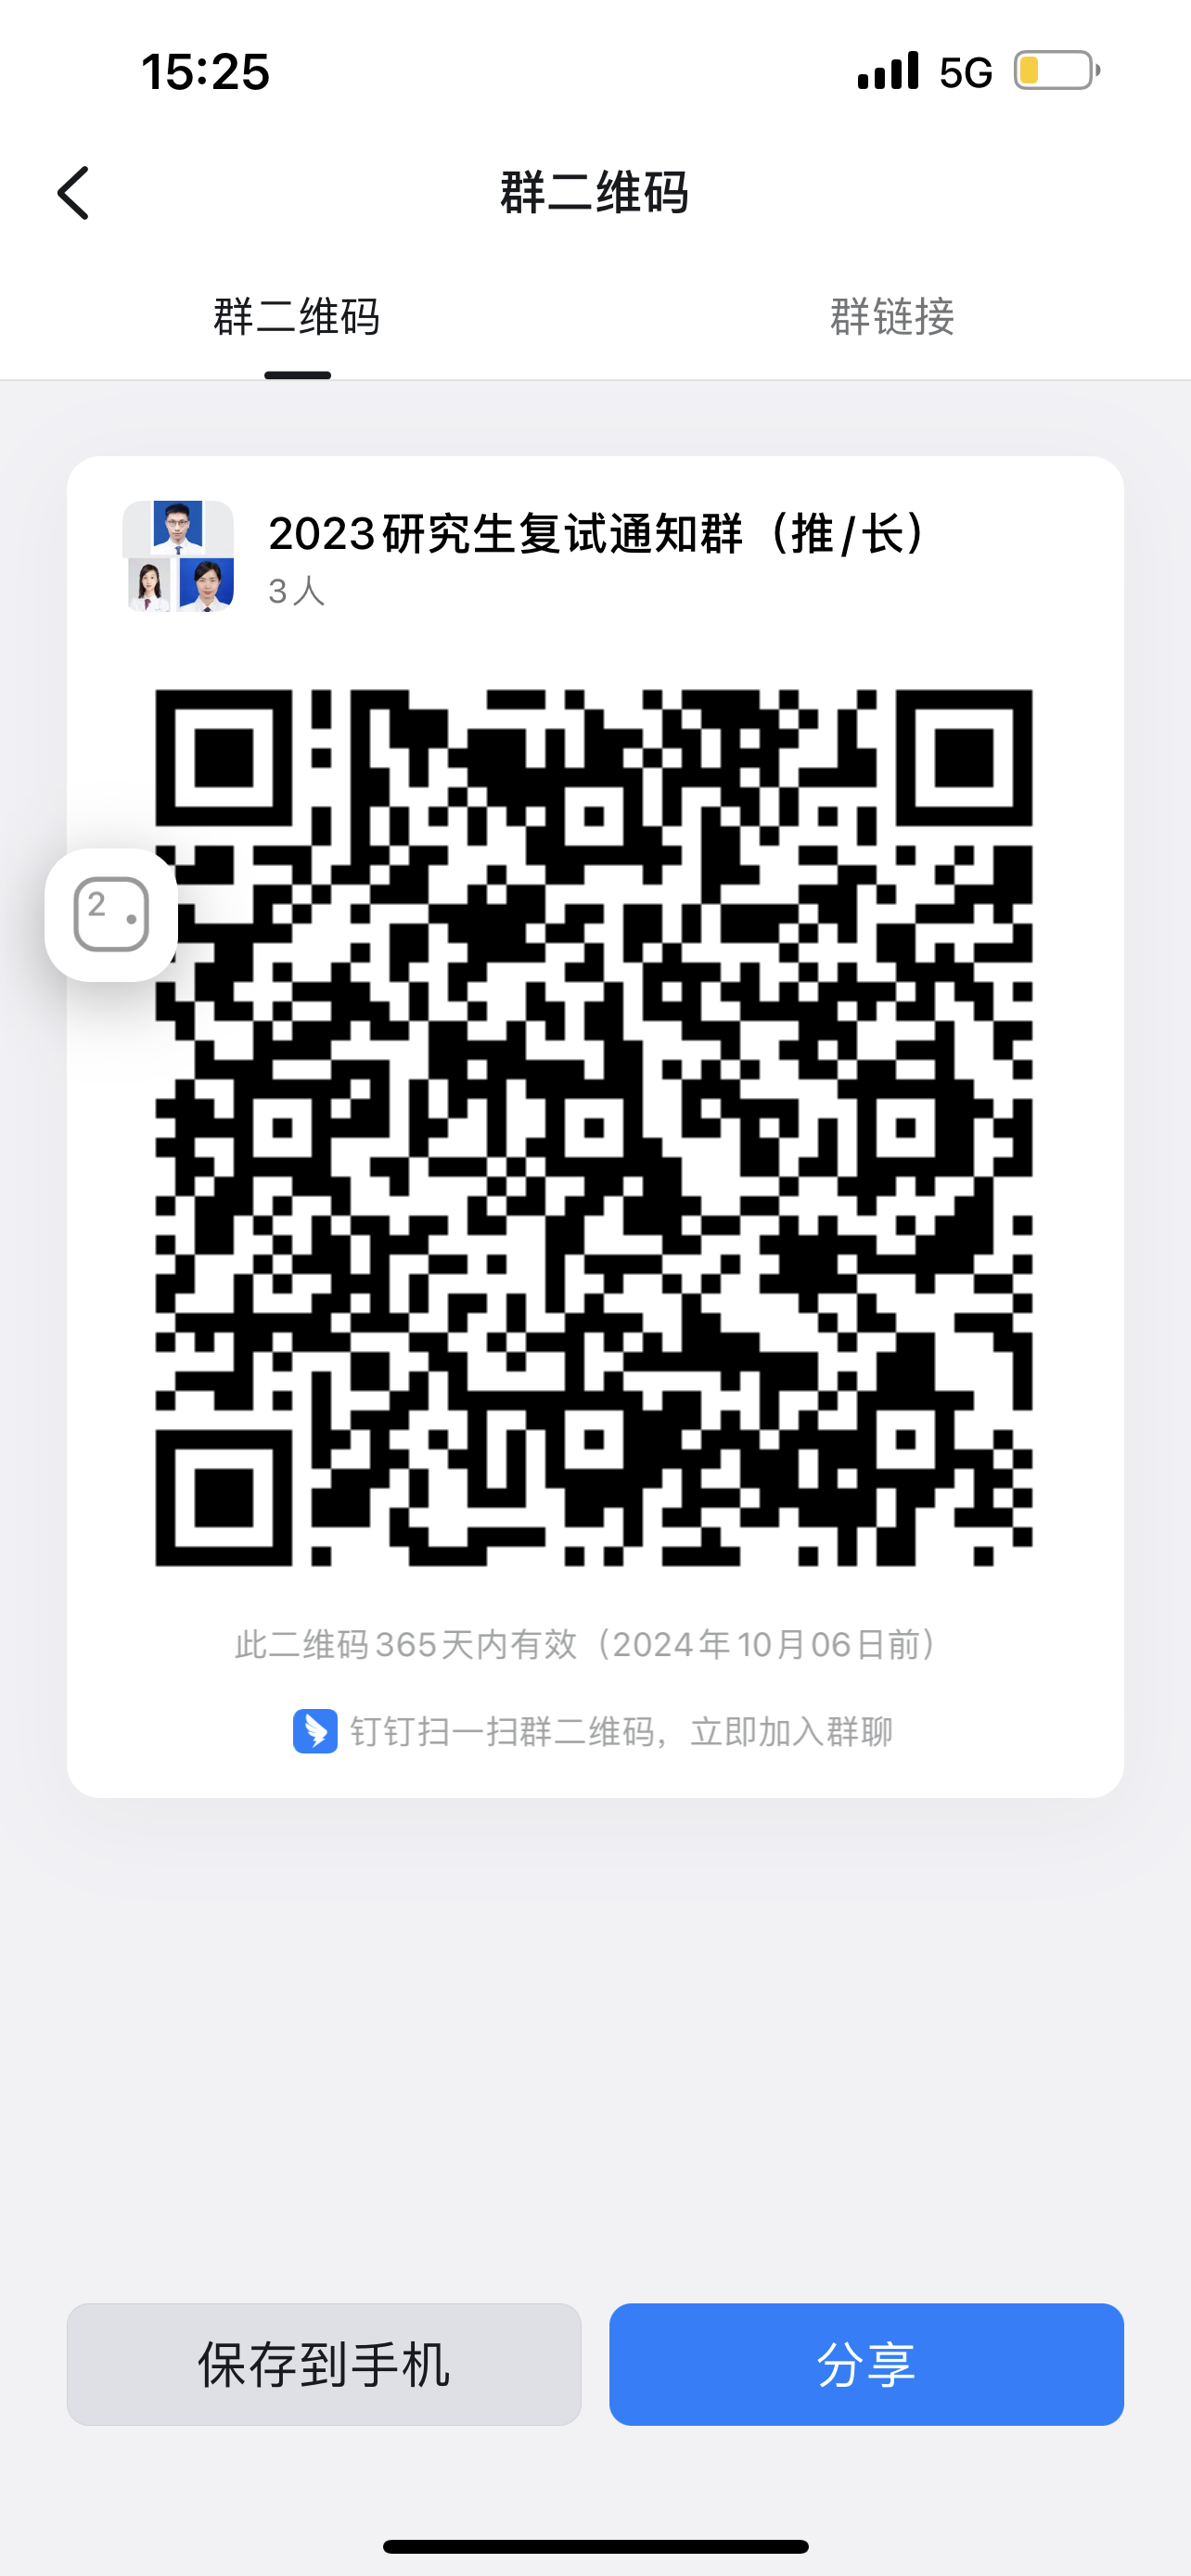 15:25
5G
群二维码
群二维码
群链接
2023研究生复试通知群（推/长）
3人
2
此二维码365天内有效（2024年10月06日前）
钉钉扫一扫群二维码，立即加入群聊
保存到手机
分享